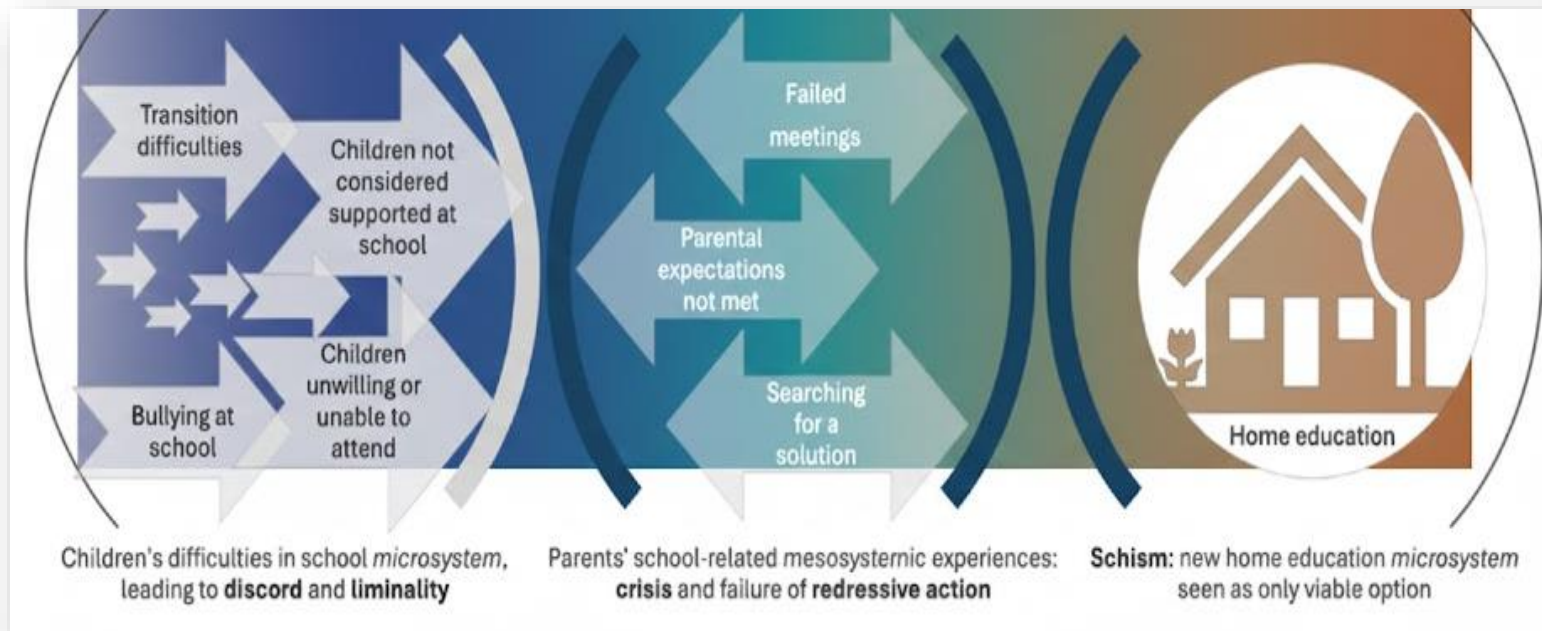 Transition
difficulties
Children not
considered
supported at
school
Bullying at
school
Children
unwilling or
unable to
attend
Failed
meetings
Parental
expectations
not met
Searching
for a
solution
Home education
Children's difficulties in school microsystem,
leading to discord and liminality
Parents' school-related mesosystemic experiences:
crisis and failure of redressive action
Schism: new home education microsystem
seen as only viable option